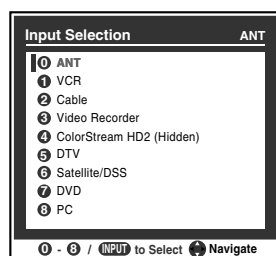 Input Selection ANT
0 ANT
1 VCR
2 Cable
3 Video Recorder
4 ColorStream HD2 (Hidden)
5 DTV
6 Satellite/DSS
7 DVD
8 PC
0 - 8 / INPUT to Select Navigate